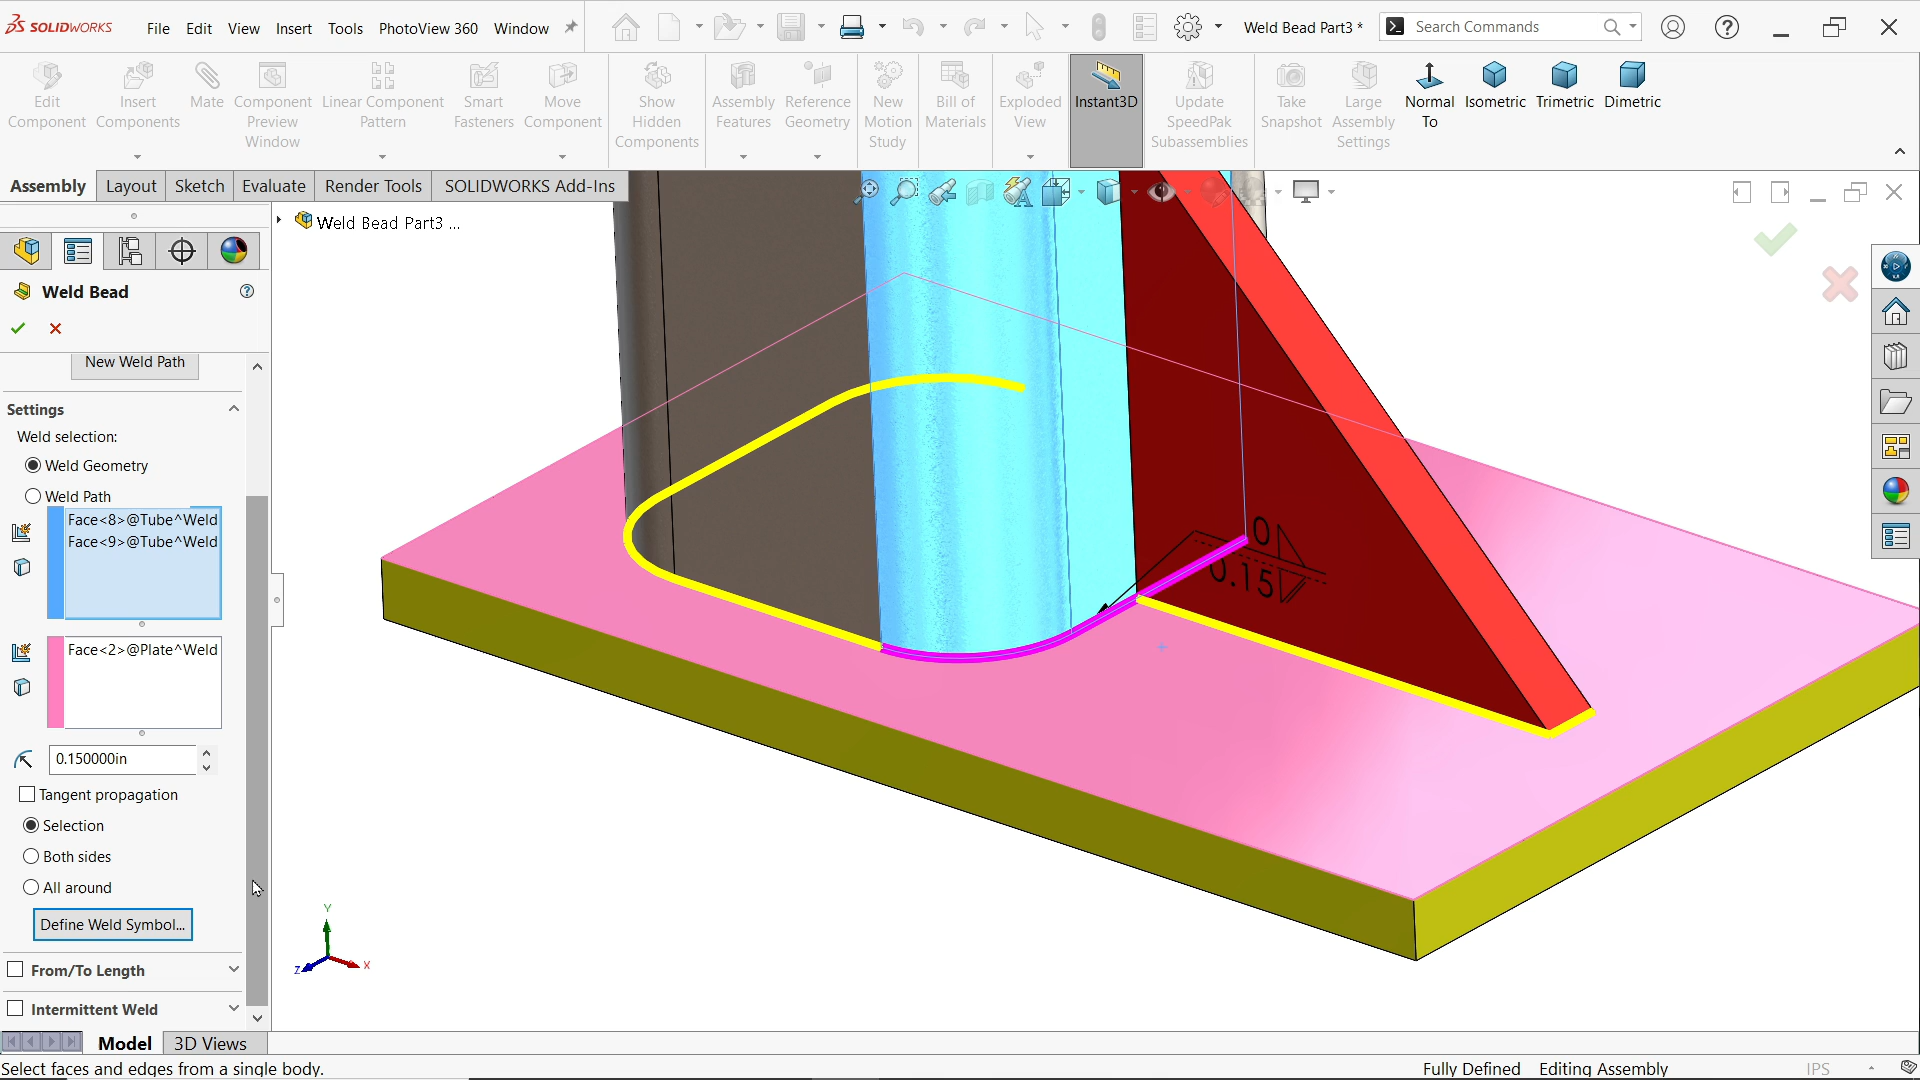 SOLIDWORKS File Edit View Insert Tools PhotoView 360 Window Weld Bead Part3 * Search Commands
Edit Component
Insert Components
Mate
Component Preview Window
Linear Component Pattern
Smart Fasteners
Move Component
Show Hidden Components
Assembly Features
Reference Geometry
New Motion Study
Bill of Materials
Exploded View
Instant3D
Update SpeedPak Subassemblies
Take Snapshot
Large Assembly Settings
Normal To
Isometric
Trimetric
Dimetric
Assembly Layout Sketch Evaluate Render Tools SOLIDWORKS Add-Ins
Weld Bead Part3 ...
Weld Bead
New Weld Path
Settings
Weld selection:
Weld Geometry
Weld Path
Face<8>@Tube^Weld
Face<9>@Tube^Weld
Face<2>@Plate^Weld
0.150000in
Tangent propagation
Selection
Both sides
All around
Define Weld Symbol...
From/To Length
Intermittent Weld
0
0.15
Y
Z
X
Model 3D Views
Select faces and edges from a single body.
Fully Defined Editing Assembly IPS